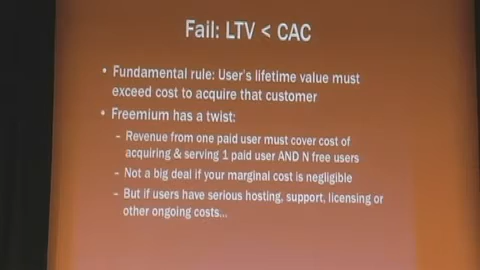 Fail: LTV < CAC
• Fundamental rule: User's lifetime value must
exceed cost to acquire that customer
• Freemium has a twist:
– Revenue from one paid user must cover cost of
acquiring & serving 1 paid user AND N free users
– Not a big deal if your marginal cost is negligible
– But if users have serious hosting, support, licensing or
other ongoing costs...